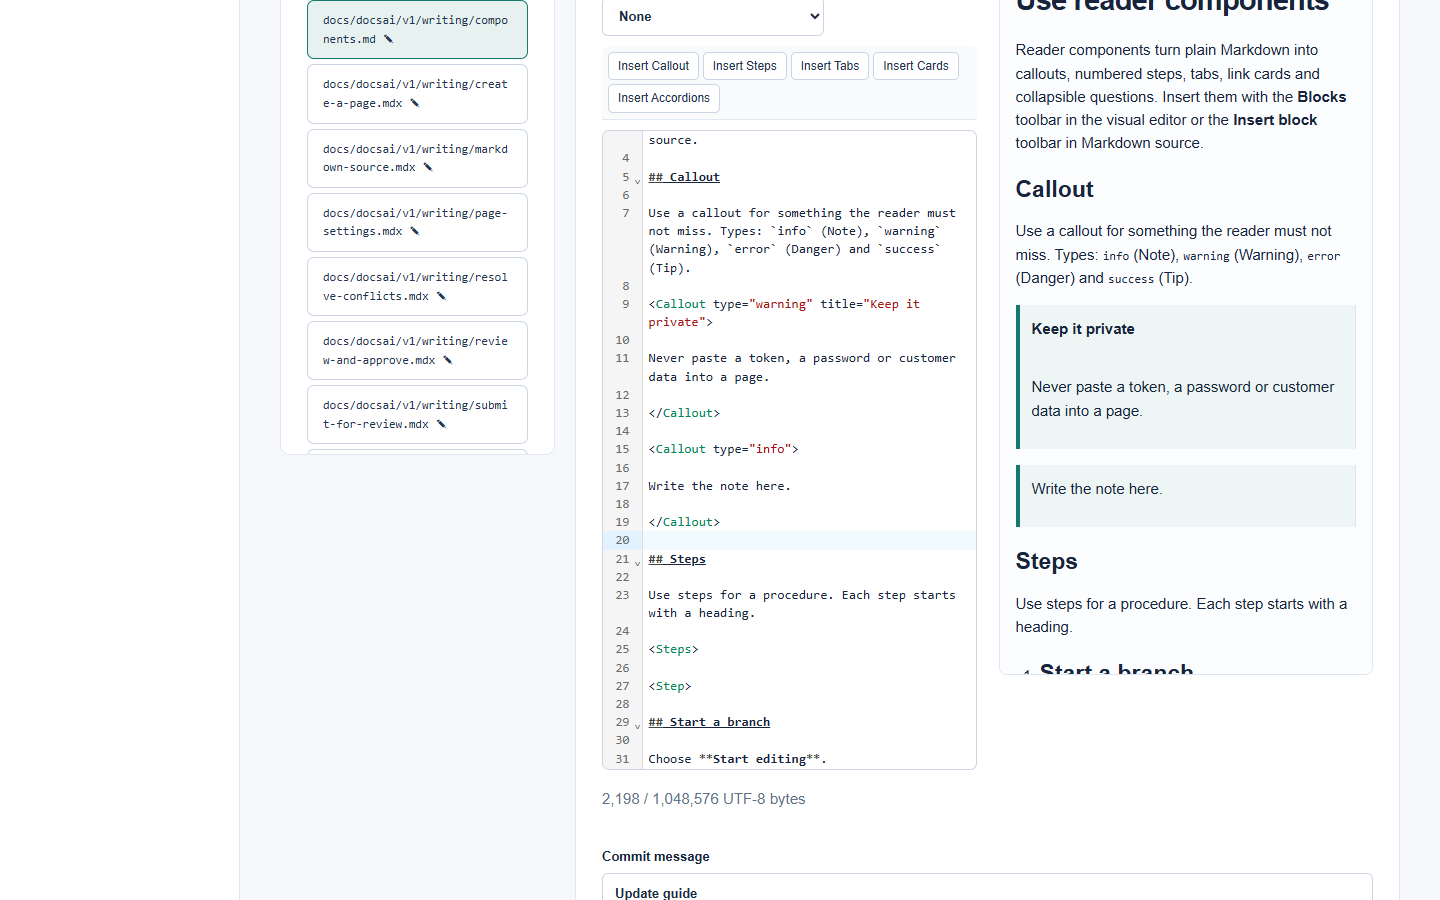 docs/docsai/v1/writing/compo
nents.md
docs/docsai/v1/writing/creat
e-a-page.mdx
docs/docsai/v1/writing/markd
own-source.mdx
docs/docsai/v1/writing/page-
settings.mdx
docs/docsai/v1/writing/resol
ve-conflicts.mdx
docs/docsai/v1/writing/revie
w-and-approve.mdx
docs/docsai/v1/writing/submi
t-for-review.mdx
None
Insert Callout
Insert Steps
Insert Tabs
Insert Cards
Insert Accordions
source.
4
5 ## Callout
6
7 Use a callout for something the reader must
not miss. Types: `info` (Note), `warning`
(Warning), `error` (Danger) and `success`
(Tip).
8
9 <Callout type="warning" title="Keep it
private">
10
11 Never paste a token, a password or customer
data into a page.
12
13 </Callout>
14
15 <Callout type="info">
16
17 Write the note here.
18
19 </Callout>
20
21 ## Steps
22
23 Use steps for a procedure. Each step starts
with a heading.
24
25 <Steps>
26
27 <Step>
28
29 ## Start a branch
30
31 Choose **Start editing**.
2,198 / 1,048,576 UTF-8 bytes
Commit message
Update guide
Use reader components
Reader components turn plain Markdown into
callouts, numbered steps, tabs, link cards and
collapsible questions. Insert them with the Blocks
toolbar in the visual editor or the Insert block
toolbar in Markdown source.
Callout
Use a callout for something the reader must not
miss. Types: info (Note), warning (Warning), error
(Danger) and success (Tip).
Keep it private
Never paste a token, a password or customer
data into a page.
Write the note here.
Steps
Use steps for a procedure. Each step starts with a
heading.
1. Start a branch